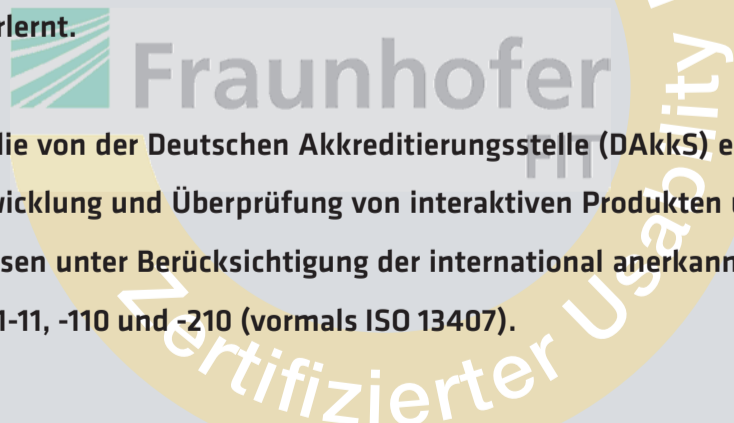 rlernt.
Fraunhofer
FIT
die von der Deutschen Akkreditierungsstelle (DAkkS) e
wicklung und Überprüfung von interaktiven Produkten u
sen unter Berücksichtigung der international anerkann
1-11, -110 und -210 (vormals ISO 13407).
Zertifizierter Usability